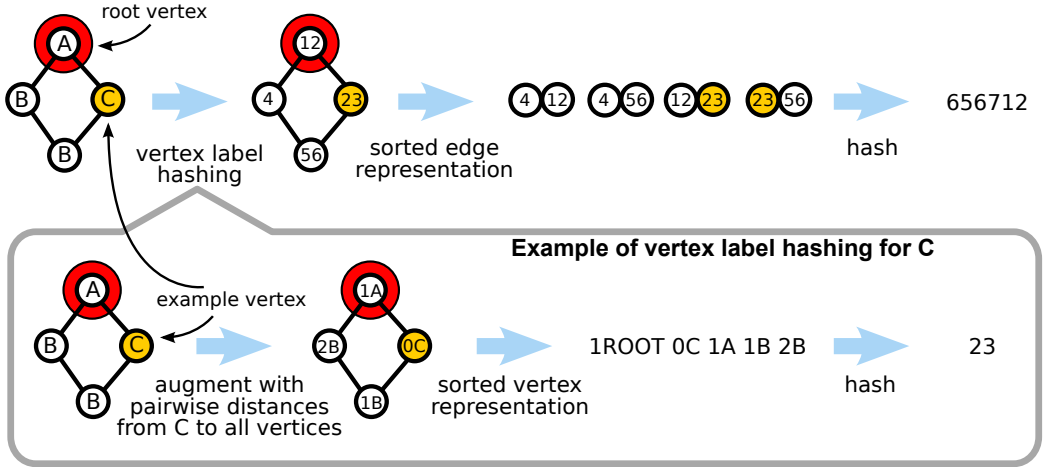 root vertex
A
B
C
B
12
4
23
56
4 12 4 56 12 23 23 56
656712
vertex label
hashing
sorted edge
representation
hash
Example of vertex label hashing for C
example vertex
A
B
C
B
1A
2B
0C
1B
1ROOT 0C 1A 1B 2B
23
augment with
pairwise distances
from C to all vertices
sorted vertex
representation
hash